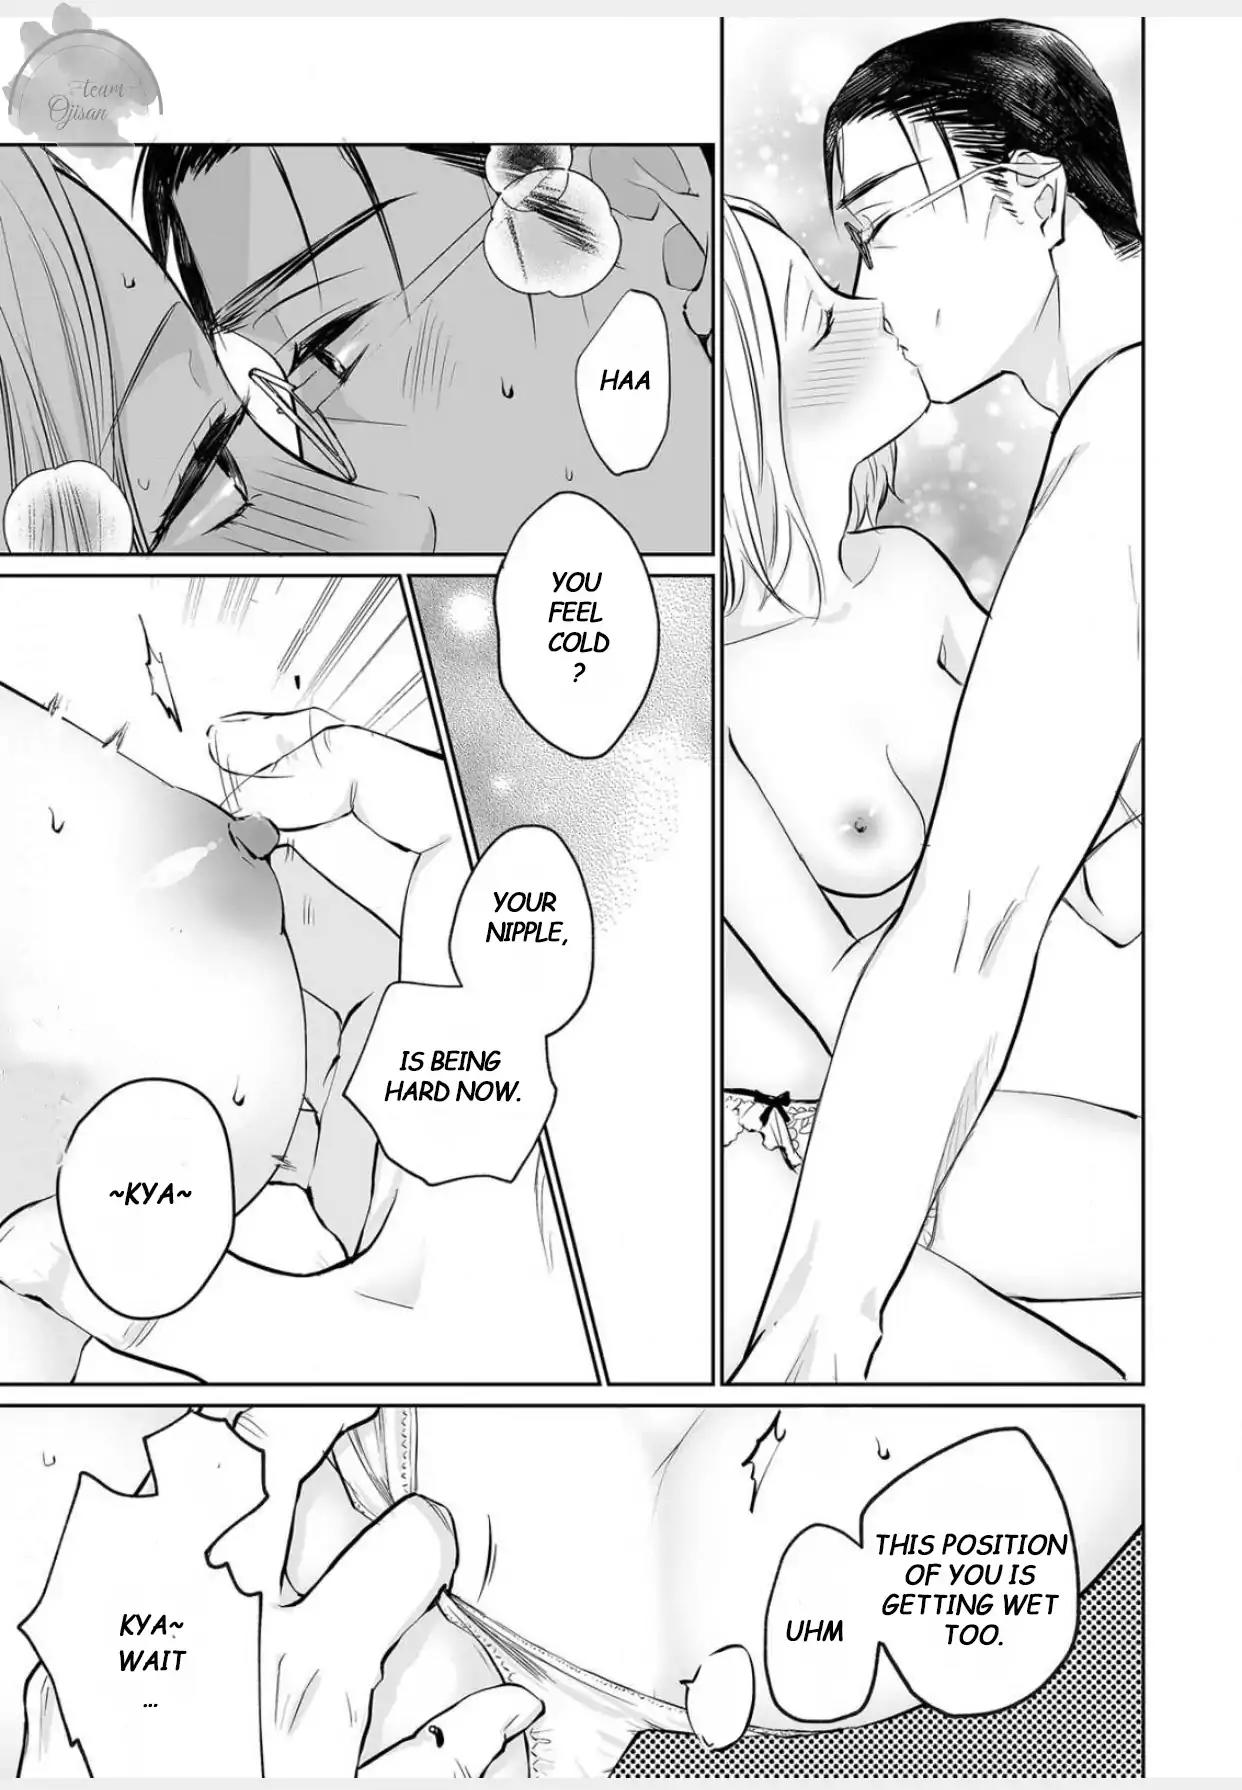 team
Ojisan
HAA
YOU
FEEL
COLD
?
YOUR
NIPPLE,
IS BEING
HARD NOW.
~KYA~
THIS POSITION
OF YOU IS
GETTING WET
TOO.
UHM
KYA~
WAIT
...